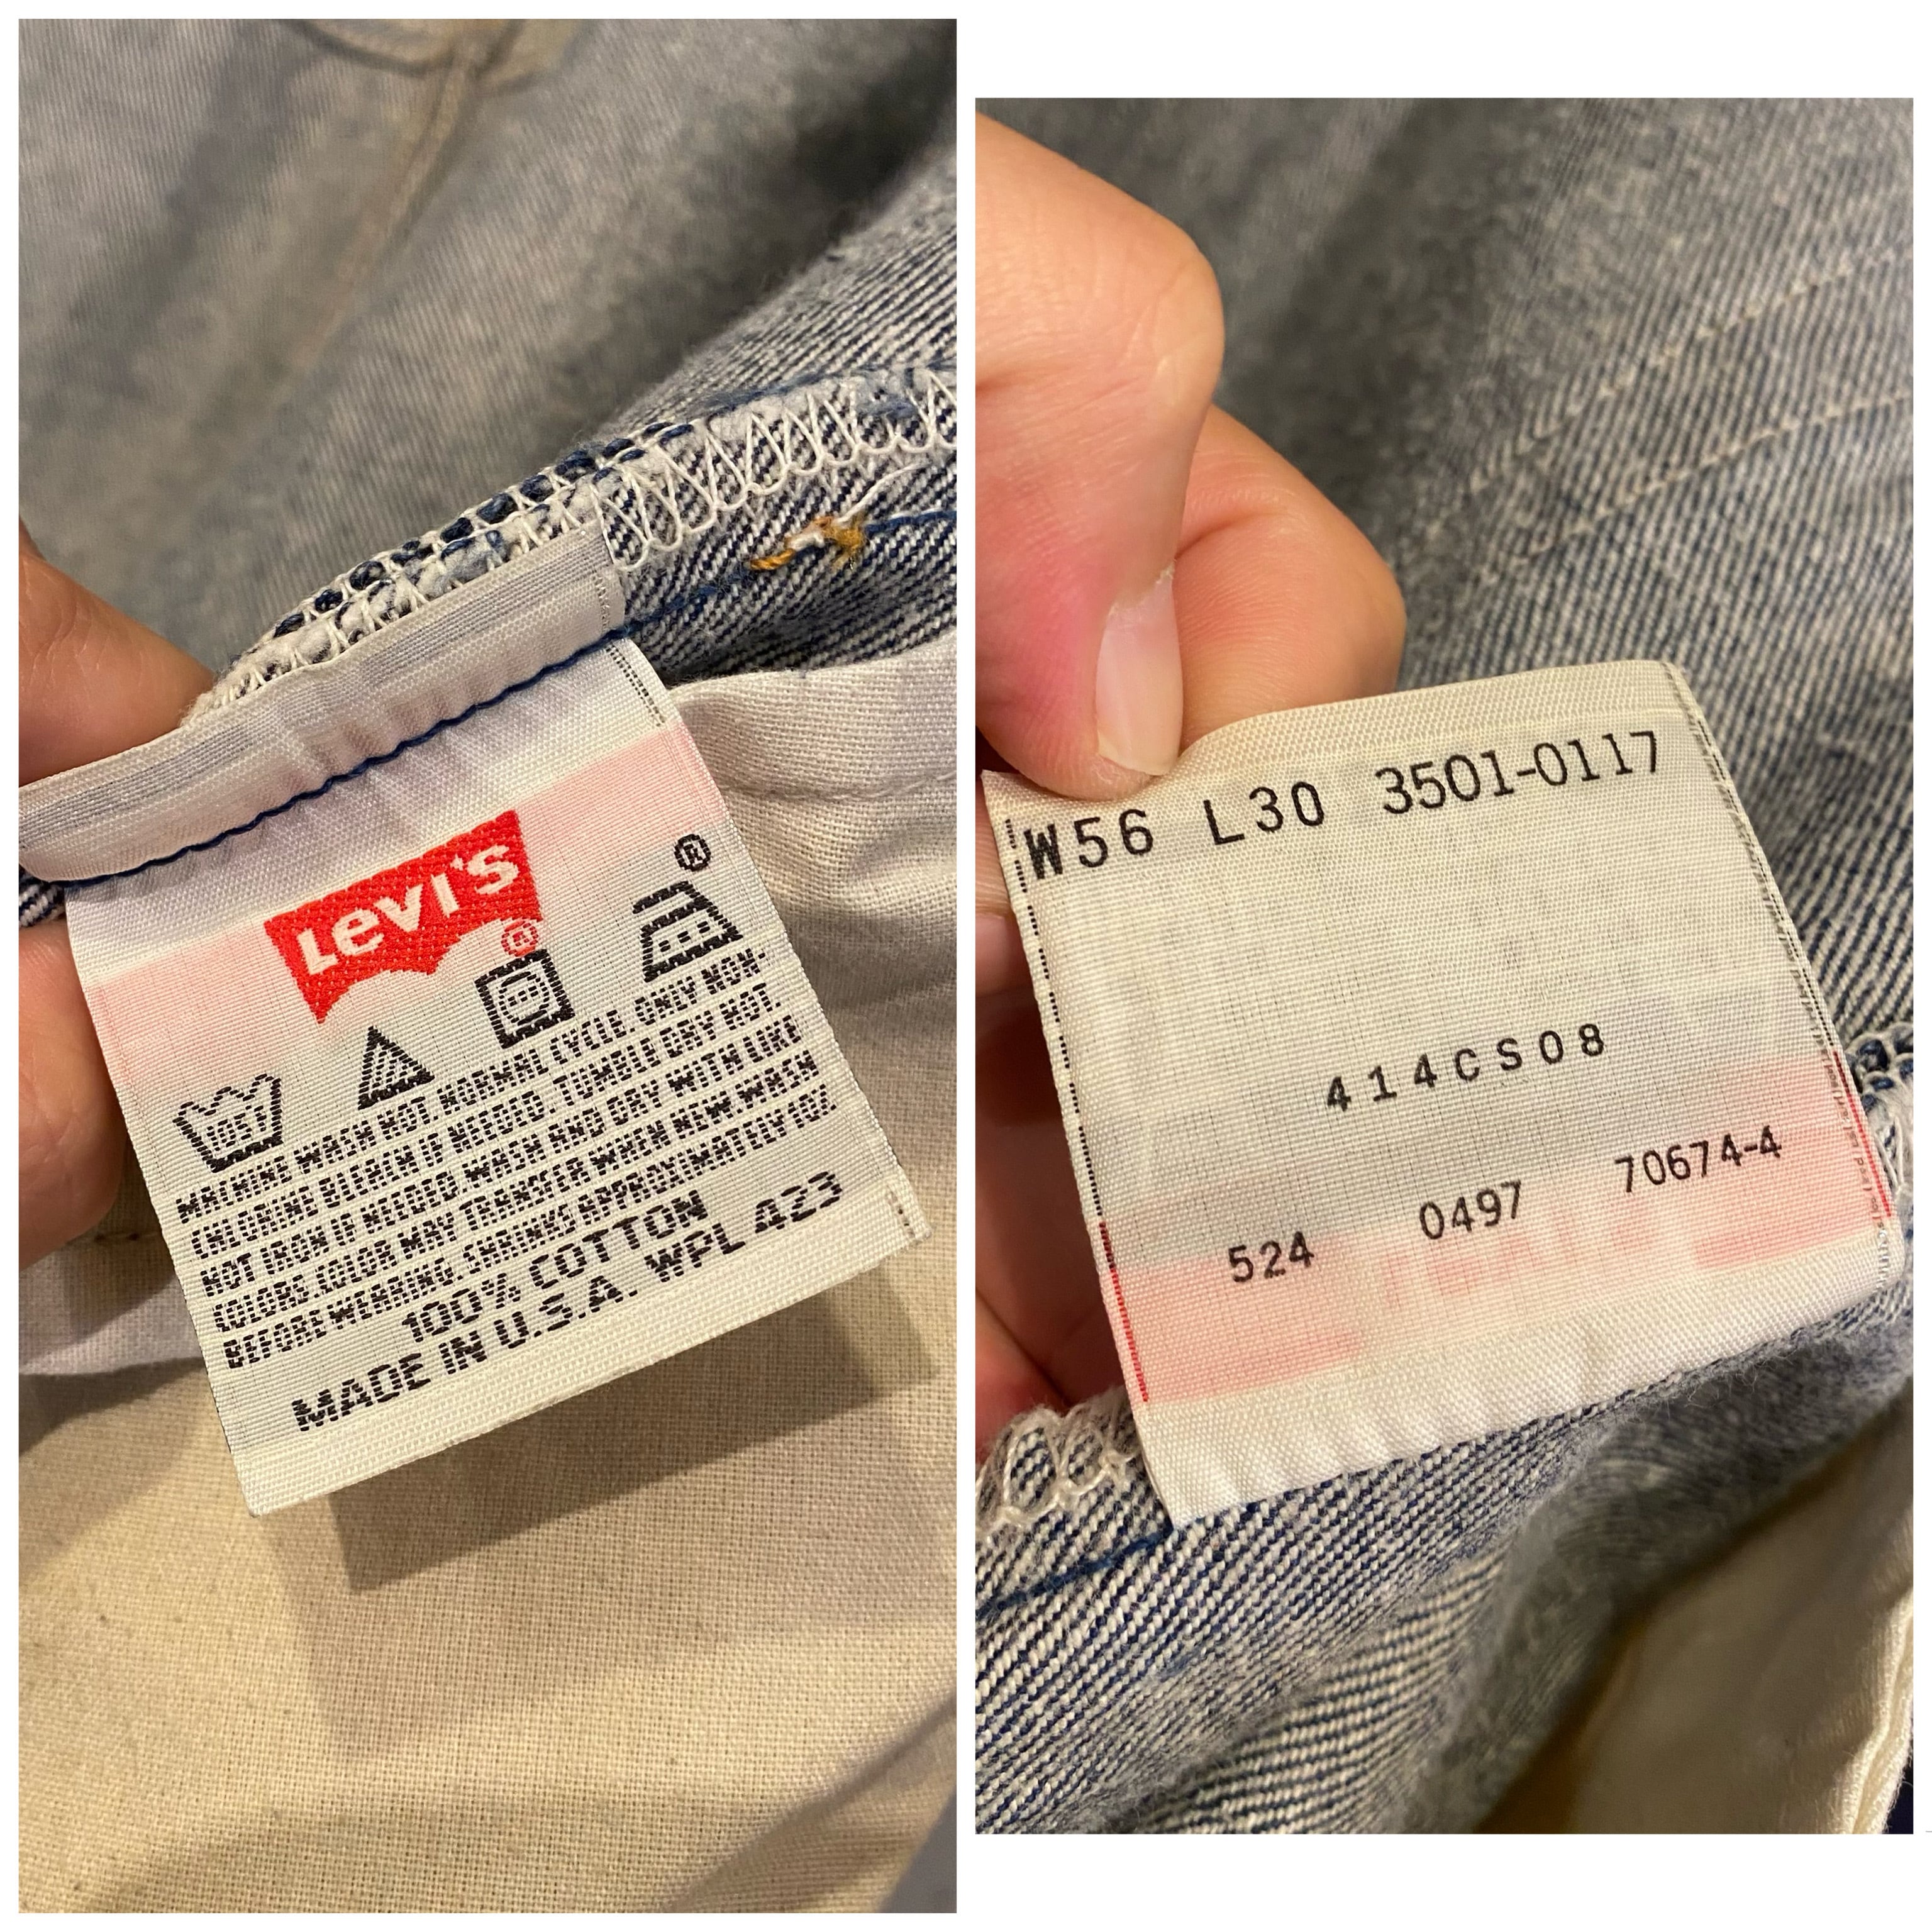 Levi's ®
®
105f
MACHINE WASH HOT. NORMAL CYCLE. ONLY NON-
CHLORINE BLEACH IF NEEDED. TUMBLE DRY HOT.
HOT IRON IF NEEDED. WASH AND DRY WITH LIKE
COLORS. COLOR MAY TRANSFER WHEN NEW. WASH
BEFORE WEARING. SHRINKS APPROXIMATELY 10%.
100% COTTON
MADE IN U.S.A. WPL 423
W56 L30 3501-0117
414CS08
524 0497 70674-4